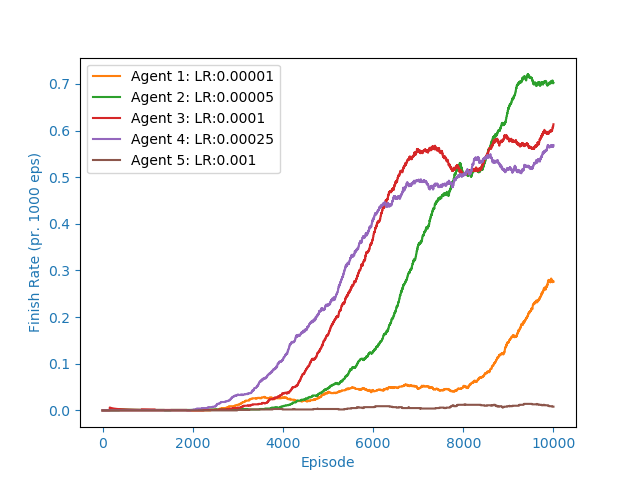 Agent 1: LR:0.00001
Agent 2: LR:0.00005
Agent 3: LR:0.0001
Agent 4: LR:0.00025
Agent 5: LR:0.001
Finish Rate (pr. 1000 eps)
0.7
0.6
0.5
0.4
0.3
0.2
0.1
0.0
0 2000 4000 6000 8000 10000
Episode